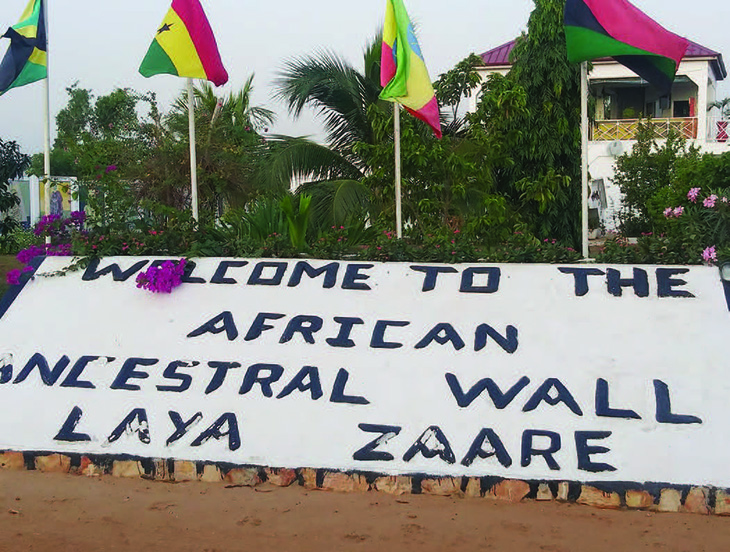 WELCOME TO THE
AFRICAN
ANCESTRAL WALL
LAYA ZAARE